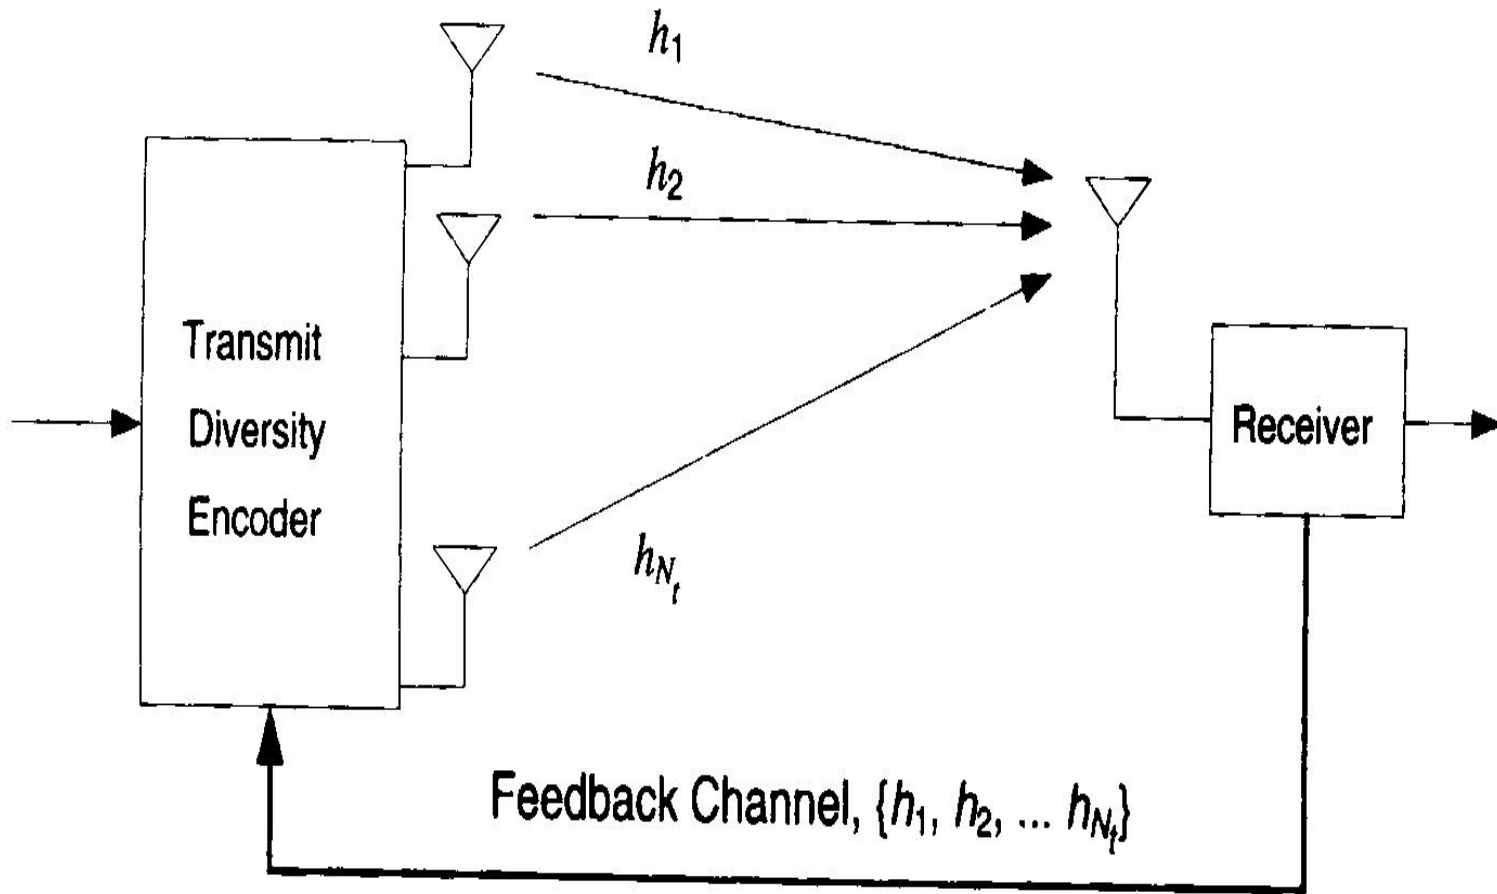 h1
h2
Transmit
Diversity
Encoder
Receiver
hNt
Feedback Channel, {h1, h2, ... hNt}